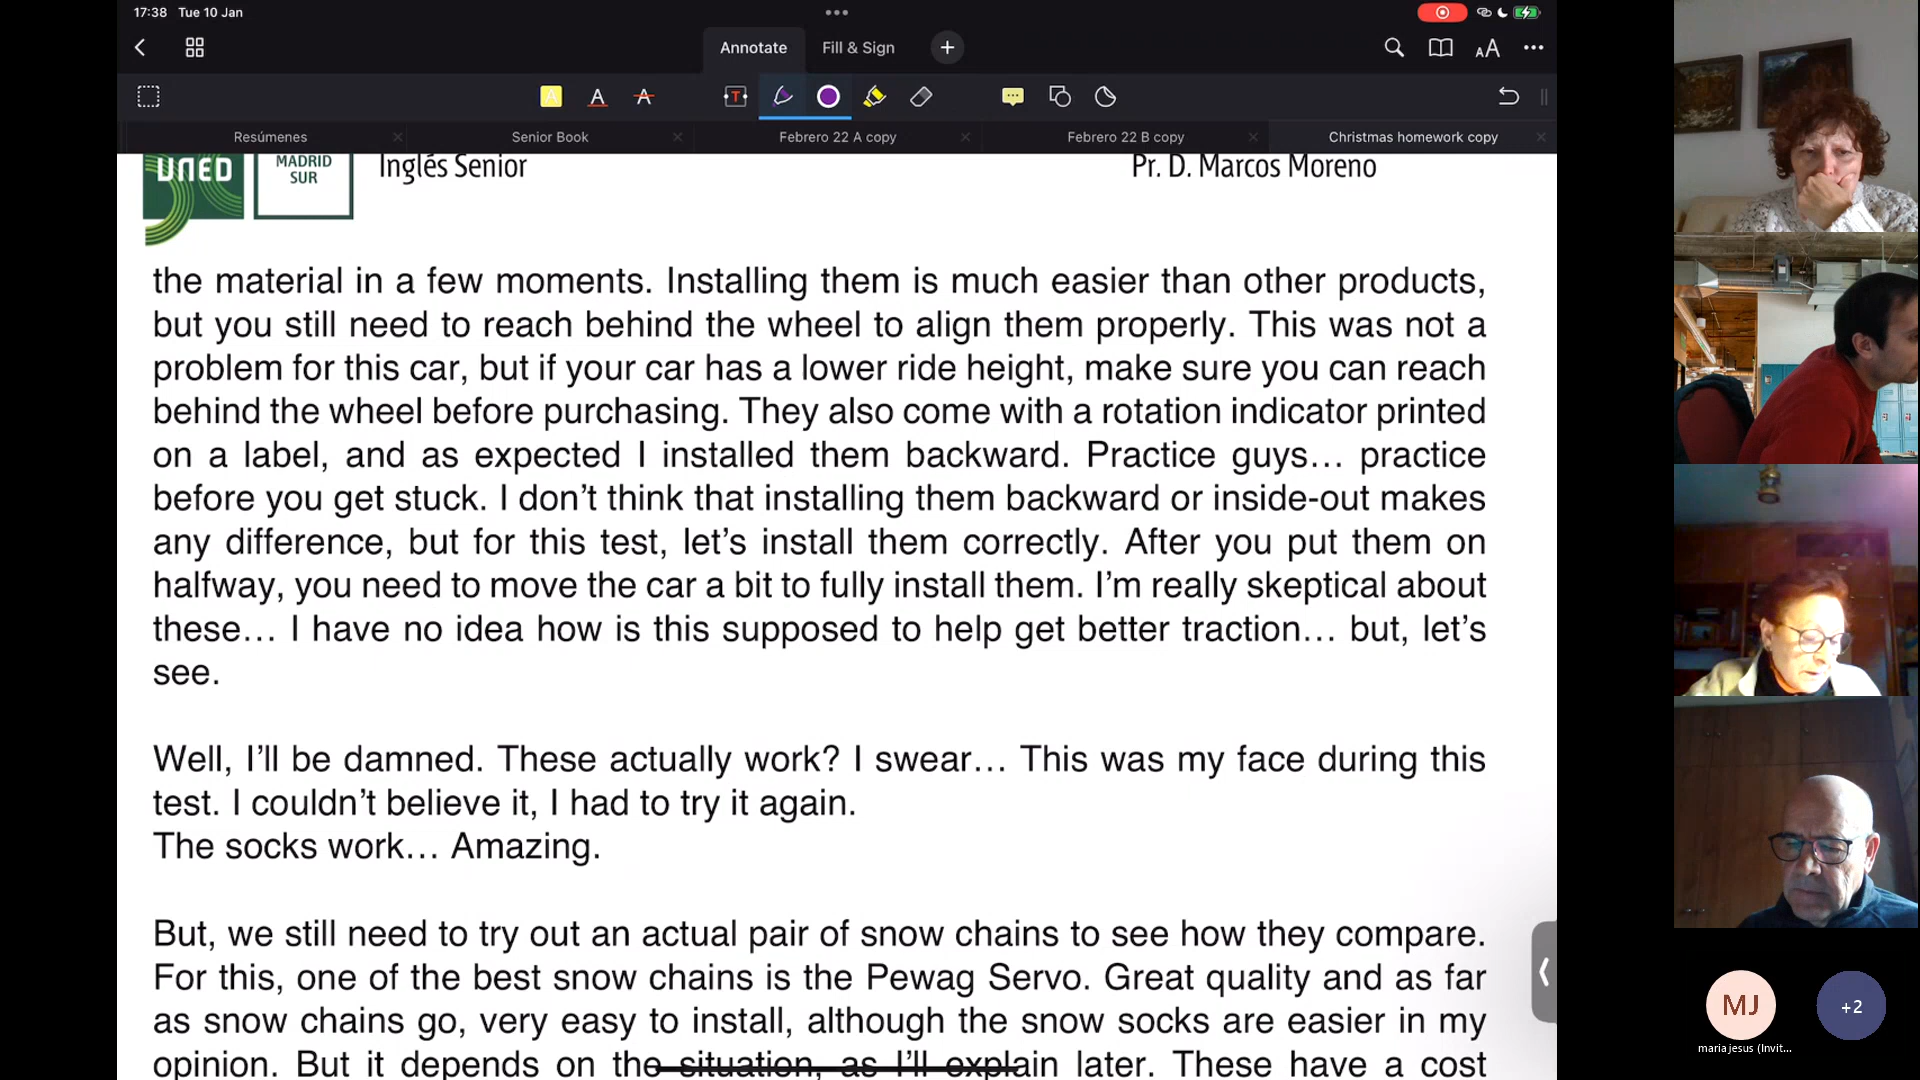 17:38 Tue 10 Jan
Annotate Fill & Sign
AA
A A A T
Resúmenes Senior Book Febrero 22 A copy Febrero 22 B copy Christmas homework copy
UNED MADRID SUR Inglés Senior Pr. D. Marcos Moreno
the material in a few moments. Installing them is much easier than other products,
but you still need to reach behind the wheel to align them properly. This was not a
problem for this car, but if your car has a lower ride height, make sure you can reach
behind the wheel before purchasing. They also come with a rotation indicator printed
on a label, and as expected I installed them backward. Practice guys… practice
before you get stuck. I don’t think that installing them backward or inside-out makes
any difference, but for this test, let’s install them correctly. After you put them on
halfway, you need to move the car a bit to fully install them. I’m really skeptical about
these… I have no idea how is this supposed to help get better traction… but, let’s
see.
Well, I’ll be damned. These actually work? I swear… This was my face during this
test. I couldn’t believe it, I had to try it again.
The socks work… Amazing.
But, we still need to try out an actual pair of snow chains to see how they compare.
For this, one of the best snow chains is the Pewag Servo. Great quality and as far
as snow chains go, very easy to install, although the snow socks are easier in my
opinion. But it depends on the situation, as I’ll explain later. These have a cost
MJ +2
maria jesus (Invit...